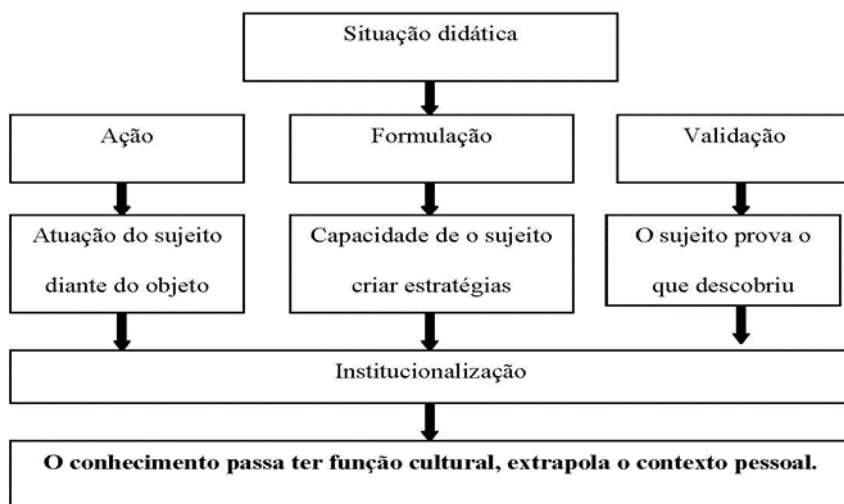 Situação didática
Ação
Formulação
Validação
Atuação do sujeito
diante do objeto
Capacidade de o sujeito
criar estratégias
O sujeito prova o
que descobriu
Institucionalização
O conhecimento passa ter função cultural, extrapola o contexto pessoal.